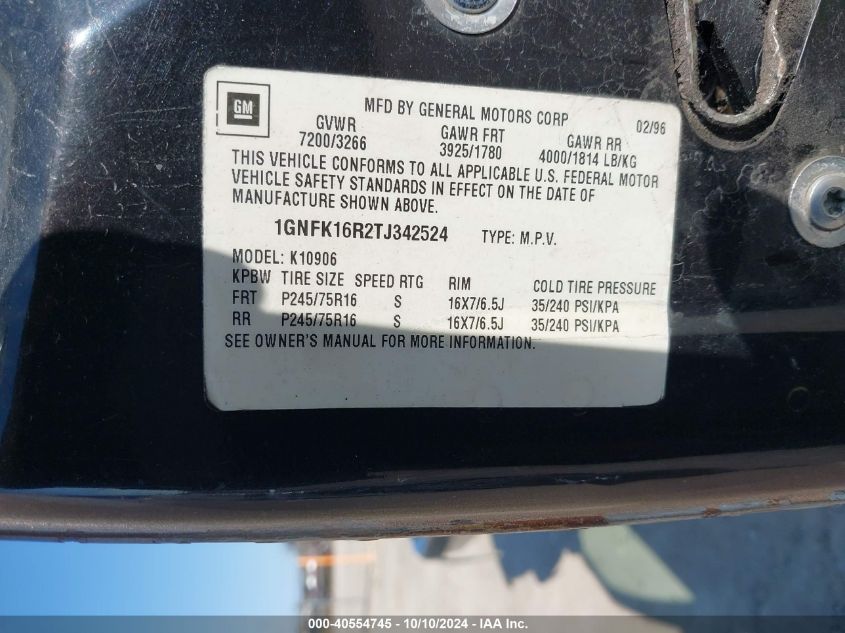 GM
MFD BY GENERAL MOTORS CORP 02/96
GVWR GAWR FRT GAWR RR
7200/3266 3925/1780 4000/1814 LB/KG
THIS VEHICLE CONFORMS TO ALL APPLICABLE U.S. FEDERAL MOTOR
VEHICLE SAFETY STANDARDS IN EFFECT ON THE DATE OF
MANUFACTURE SHOWN ABOVE.
1GNFK16R2TJ342524 TYPE: M.P.V.
MODEL: K10906
KPBW TIRE SIZE SPEED RTG RIM COLD TIRE PRESSURE
FRT P245/75R16 S 16X7/6.5J 35/240 PSI/KPA
RR P245/75R16 S 16X7/6.5J 35/240 PSI/KPA
SEE OWNER'S MANUAL FOR MORE INFORMATION.
000-40554745 - 10/10/2024 - IAA Inc.